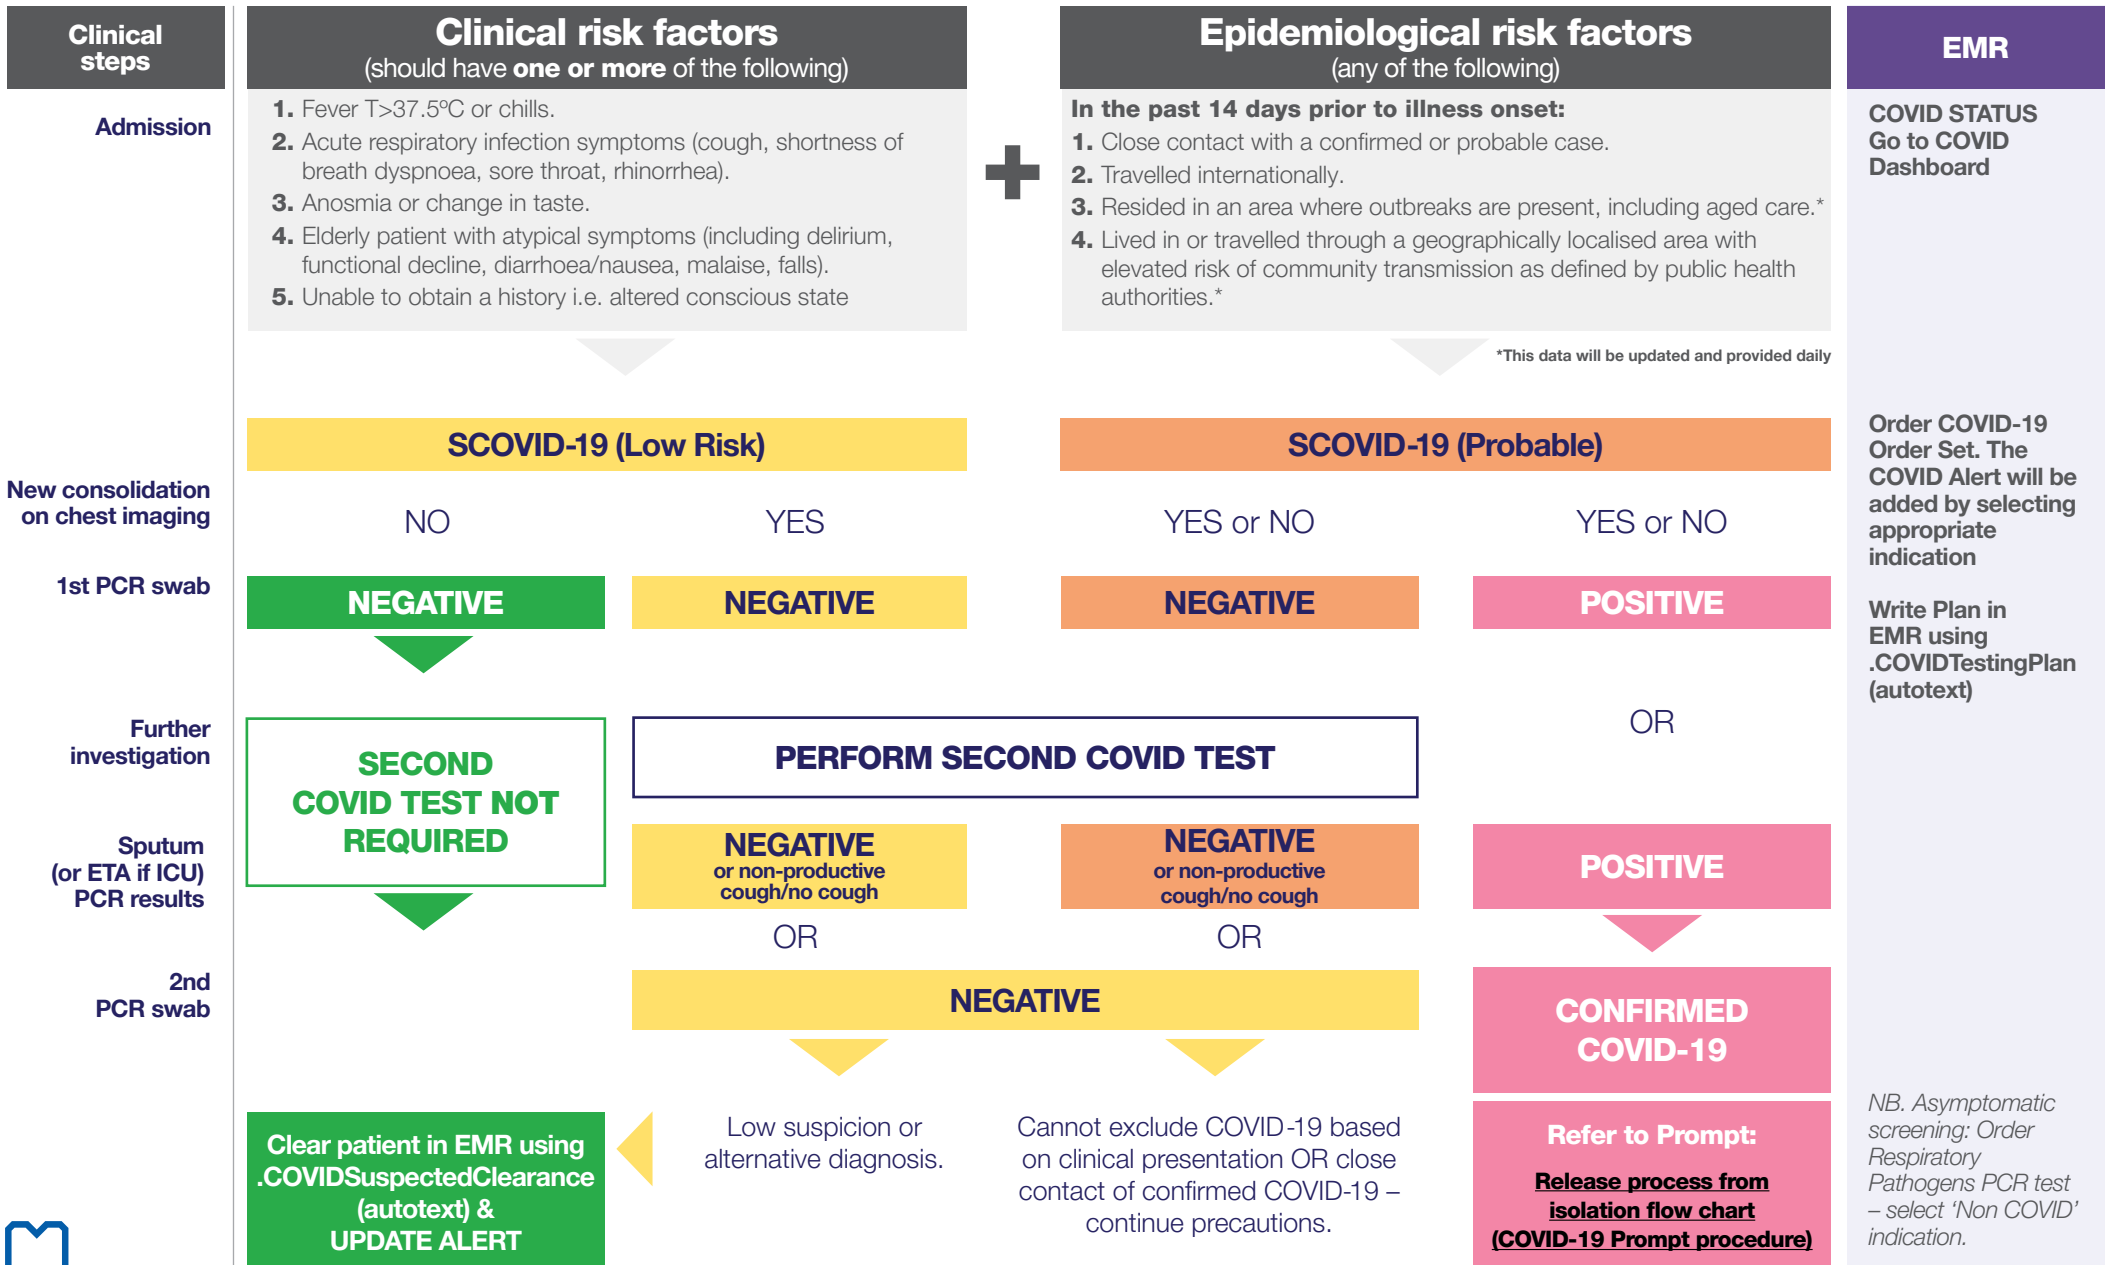 Clinical
steps
Clinical risk factors
(should have one or more of the following)
Epidemiological risk factors
(any of the following)
EMR
Admission
1. Fever T>37.5ºC or chills.
2. Acute respiratory infection symptoms (cough, shortness of
breath dyspnoea, sore throat, rhinorrhea).
3. Anosmia or change in taste.
4. Elderly patient with atypical symptoms (including delirium,
functional decline, diarrhoea/nausea, malaise, falls).
5. Unable to obtain a history i.e. altered conscious state
+
In the past 14 days prior to illness onset:
1. Close contact with a confirmed or probable case.
2. Travelled internationally.
3. Resided in an area where outbreaks are present, including aged care.*
4. Lived in or travelled through a geographically localised area with
elevated risk of community transmission as defined by public health
authorities.*
*This data will be updated and provided daily
COVID STATUS
Go to COVID
Dashboard
SCOVID-19 (Low Risk)
SCOVID-19 (Probable)
Order COVID-19
Order Set. The
COVID Alert will be
added by selecting
appropriate
indication
New consolidation
on chest imaging
NO
YES
YES or NO
YES or NO
1st PCR swab
NEGATIVE
NEGATIVE
NEGATIVE
POSITIVE
Write Plan in
EMR using
.COVIDTestingPlan
(autotext)
Further
investigation
SECOND
COVID TEST NOT
REQUIRED
PERFORM SECOND COVID TEST
OR
Sputum
(or ETA if ICU)
PCR results
NEGATIVE
or non-productive
cough/no cough
NEGATIVE
or non-productive
cough/no cough
POSITIVE
OR
OR
2nd
PCR swab
NEGATIVE
CONFIRMED
COVID-19
Clear patient in EMR using
.COVIDSuspectedClearance
(autotext) &
UPDATE ALERT
Low suspicion or
alternative diagnosis.
Cannot exclude COVID-19 based
on clinical presentation OR close
contact of confirmed COVID-19 –
continue precautions.
Refer to Prompt:
Release process from
isolation flow chart
(COVID-19 Prompt procedure)
NB. Asymptomatic
screening: Order
Respiratory
Pathogens PCR test
– select ‘Non COVID’
indication.